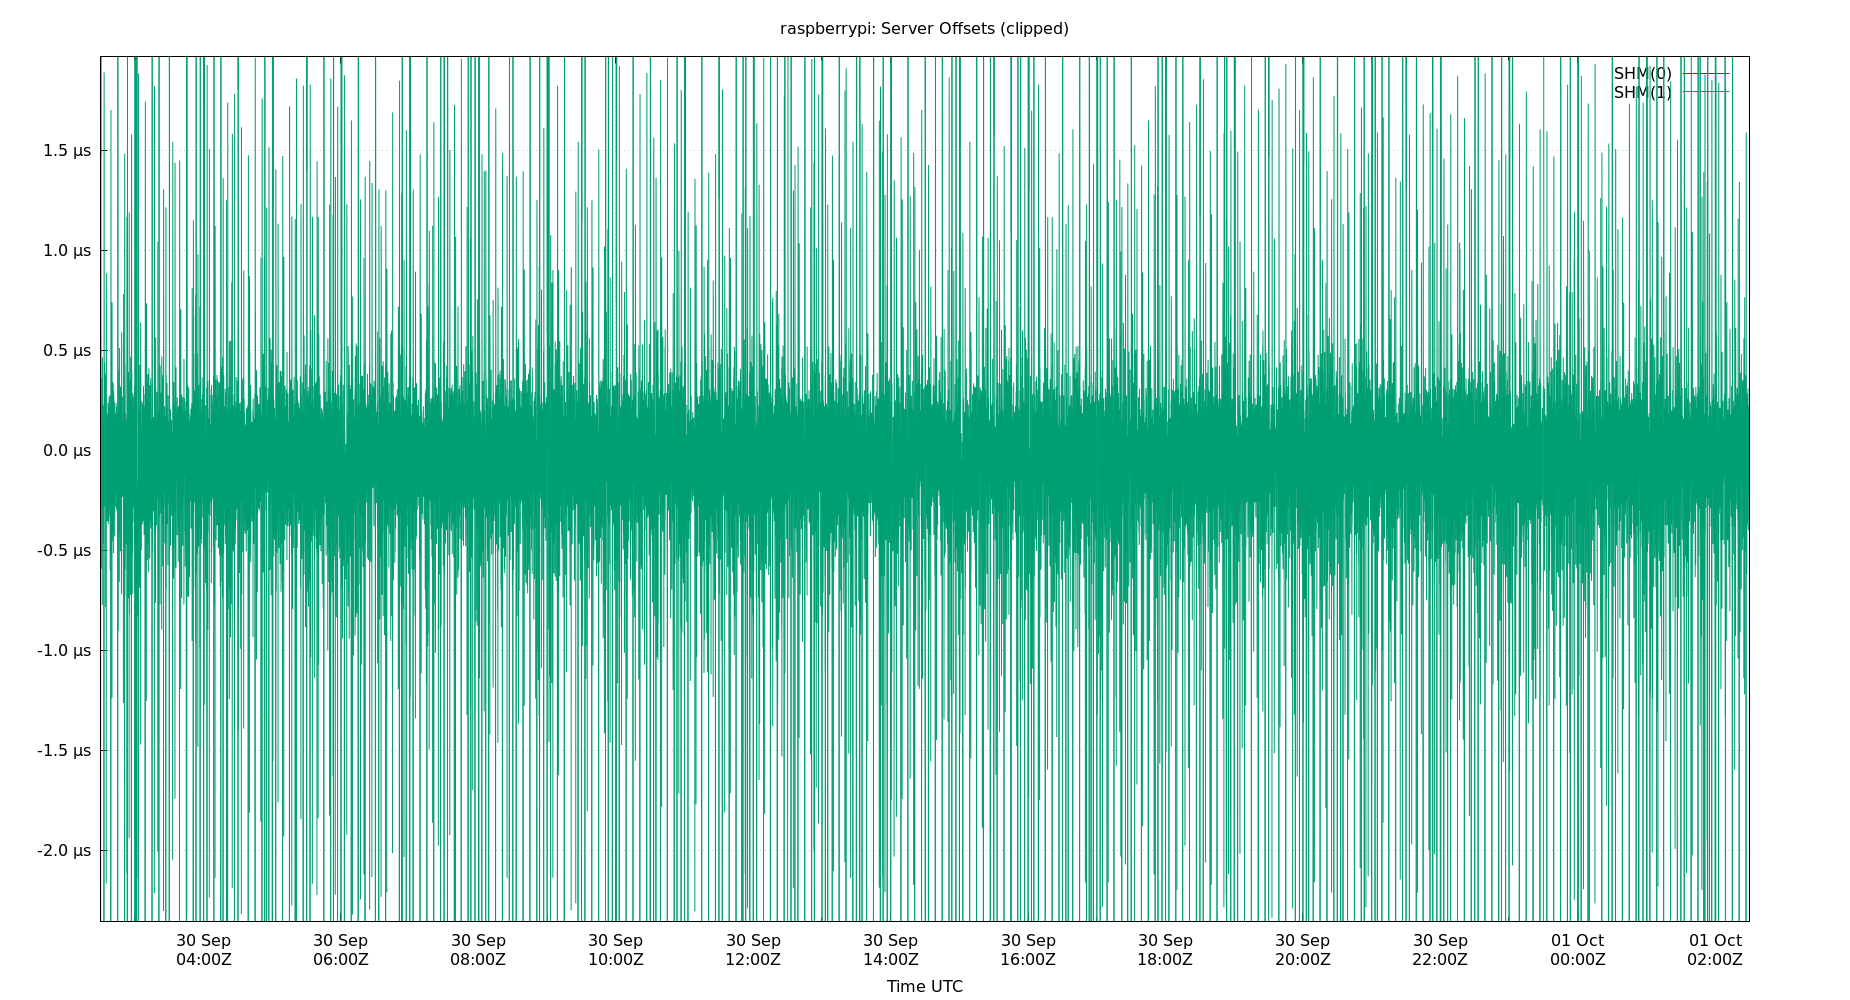 raspberrypi: Server Offsets (clipped)
SHM(0)
SHM(1)
1.5 µs
1.0 µs
0.5 µs
0.0 µs
-0.5 µs
-1.0 µs
-1.5 µs
-2.0 µs
30 Sep 30 Sep 30 Sep 30 Sep 30 Sep 30 Sep 30 Sep 30 Sep 30 Sep 30 Sep 01 Oct 01 Oct
04:00Z 06:00Z 08:00Z 10:00Z 12:00Z 14:00Z 16:00Z 18:00Z 20:00Z 22:00Z 00:00Z 02:00Z
Time UTC